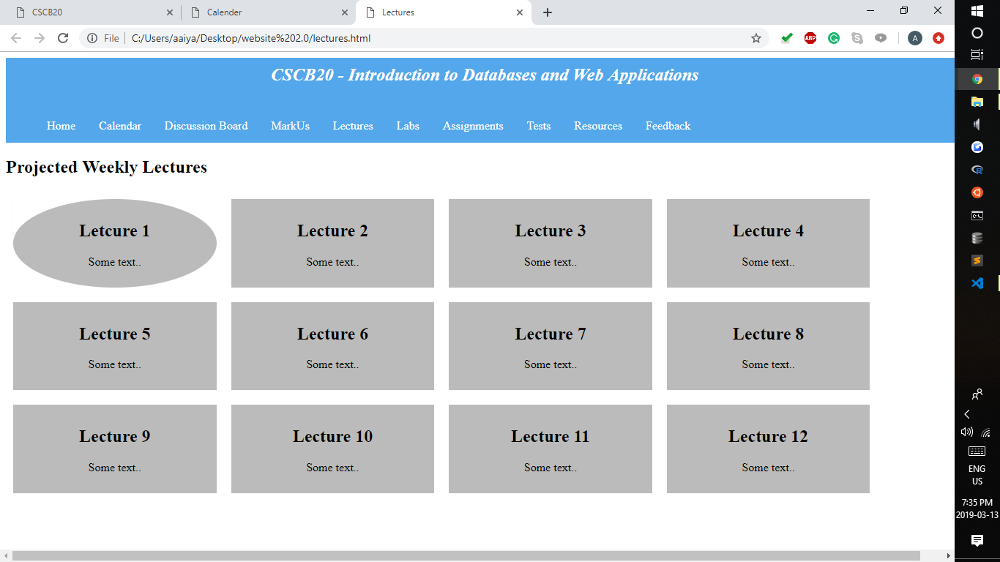 CSCB20
Calender
Lectures
File | C:/Users/aaiya/Desktop/website%202.0/lectures.html
ABP
A
CSCB20 - Introduction to Databases and Web Applications
Home Calendar Discussion Board MarkUs Lectures Labs Assignments Tests Resources Feedback
Projected Weekly Lectures
Letcure 1 Lecture 2 Lecture 3 Lecture 4
Some text.. Some text.. Some text.. Some text..
Lecture 5 Lecture 6 Lecture 7 Lecture 8
Some text.. Some text.. Some text.. Some text..
Lecture 9 Lecture 10 Lecture 11 Lecture 12
Some text.. Some text.. Some text.. Some text..
ENG
US
7:35 PM
2019-03-13